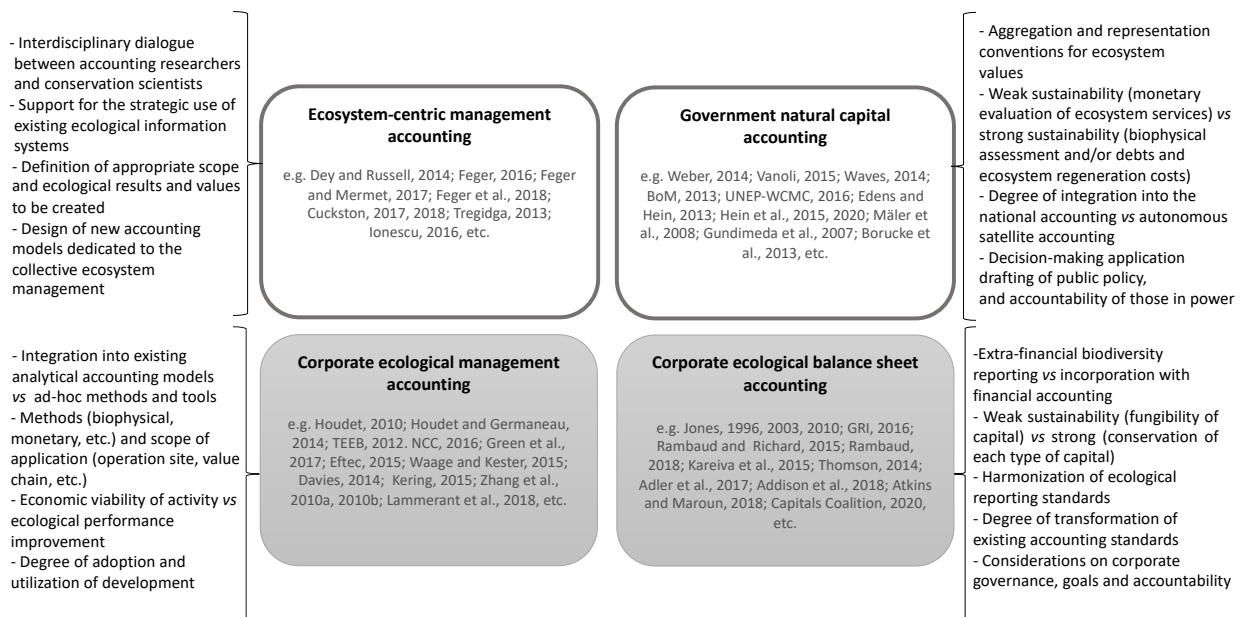 - Interdisciplinary dialogue
between accounting researchers
and conservation scientists
- Support for the strategic use of
existing ecological information
systems
- Definition of appropriate scope
and ecological results and values
to be created
- Design of new accounting
models dedicated to the
collective ecosystem
management
Ecosystem-centric management
accounting
e.g. Dey and Russell, 2014; Feger, 2016; Feger
and Mermet, 2017; Feger et al., 2018;
Cuckston, 2017, 2018; Tregidga, 2013;
Ionescu, 2016, etc.
Government natural capital
accounting
e.g. Weber, 2014; Vanoli, 2015; Waves, 2014;
BoM, 2013; UNEP-WCMC, 2016; Edens and
Hein, 2013; Hein et al., 2015, 2020; Mäler et
al., 2008; Gundimeda et al., 2007; Borucke et
al., 2013, etc.
- Aggregation and representation
conventions for ecosystem
values
- Weak sustainability (monetary
evaluation of ecosystem services) vs
strong sustainability (biophysical
assessment and/or debts and
ecosystem regeneration costs)
- Degree of integration into the
national accounting vs autonomous
satellite accounting
- Decision-making application
drafting of public policy,
and accountability of those in power
- Integration into existing
analytical accounting models
vs ad-hoc methods and tools
- Methods (biophysical,
monetary, etc.) and scope of
application (operation site, value
chain, etc.)
- Economic viability of activity vs
ecological performance
improvement
- Degree of adoption and
utilization of development
Corporate ecological management
accounting
e.g. Houdet, 2010; Houdet and Germaneau,
2014; TEEB, 2012. NCC, 2016; Green et al.,
2017; Eftec, 2015; Waage and Kester, 2015;
Davies, 2014; Kering, 2015; Zhang et al.,
2010a, 2010b; Lammerant et al., 2018, etc.
Corporate ecological balance sheet
accounting
e.g. Jones, 1996, 2003, 2010; GRI, 2016;
Rambaud and Richard, 2015; Rambaud,
2018; Kareiva et al., 2015; Thomson, 2014;
Adler et al., 2017; Addison et al., 2018; Atkins
and Maroun, 2018; Capitals Coalition, 2020,
etc.
-Extra-financial biodiversity
reporting vs incorporation with
financial accounting
- Weak sustainability (fungibility of
capital) vs strong (conservation of
each type of capital)
- Harmonization of ecological
reporting standards
- Degree of transformation of
existing accounting standards
- Considerations on corporate
governance, goals and accountability